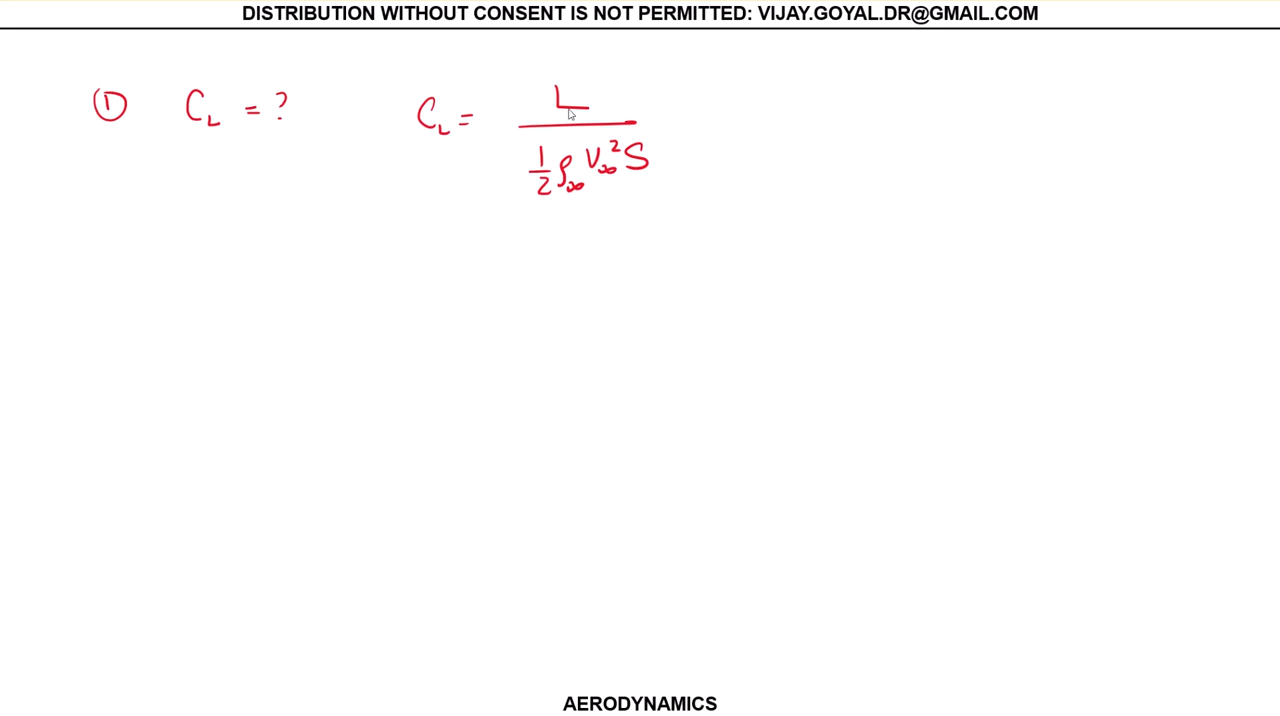 DISTRIBUTION WITHOUT CONSENT IS NOT PERMITTED: VIJAY.GOYAL.DR@GMAIL.COM
① C_L = ? C_L = L / (1/2 ρ_∞ V_∞² S)
AERODYNAMICS